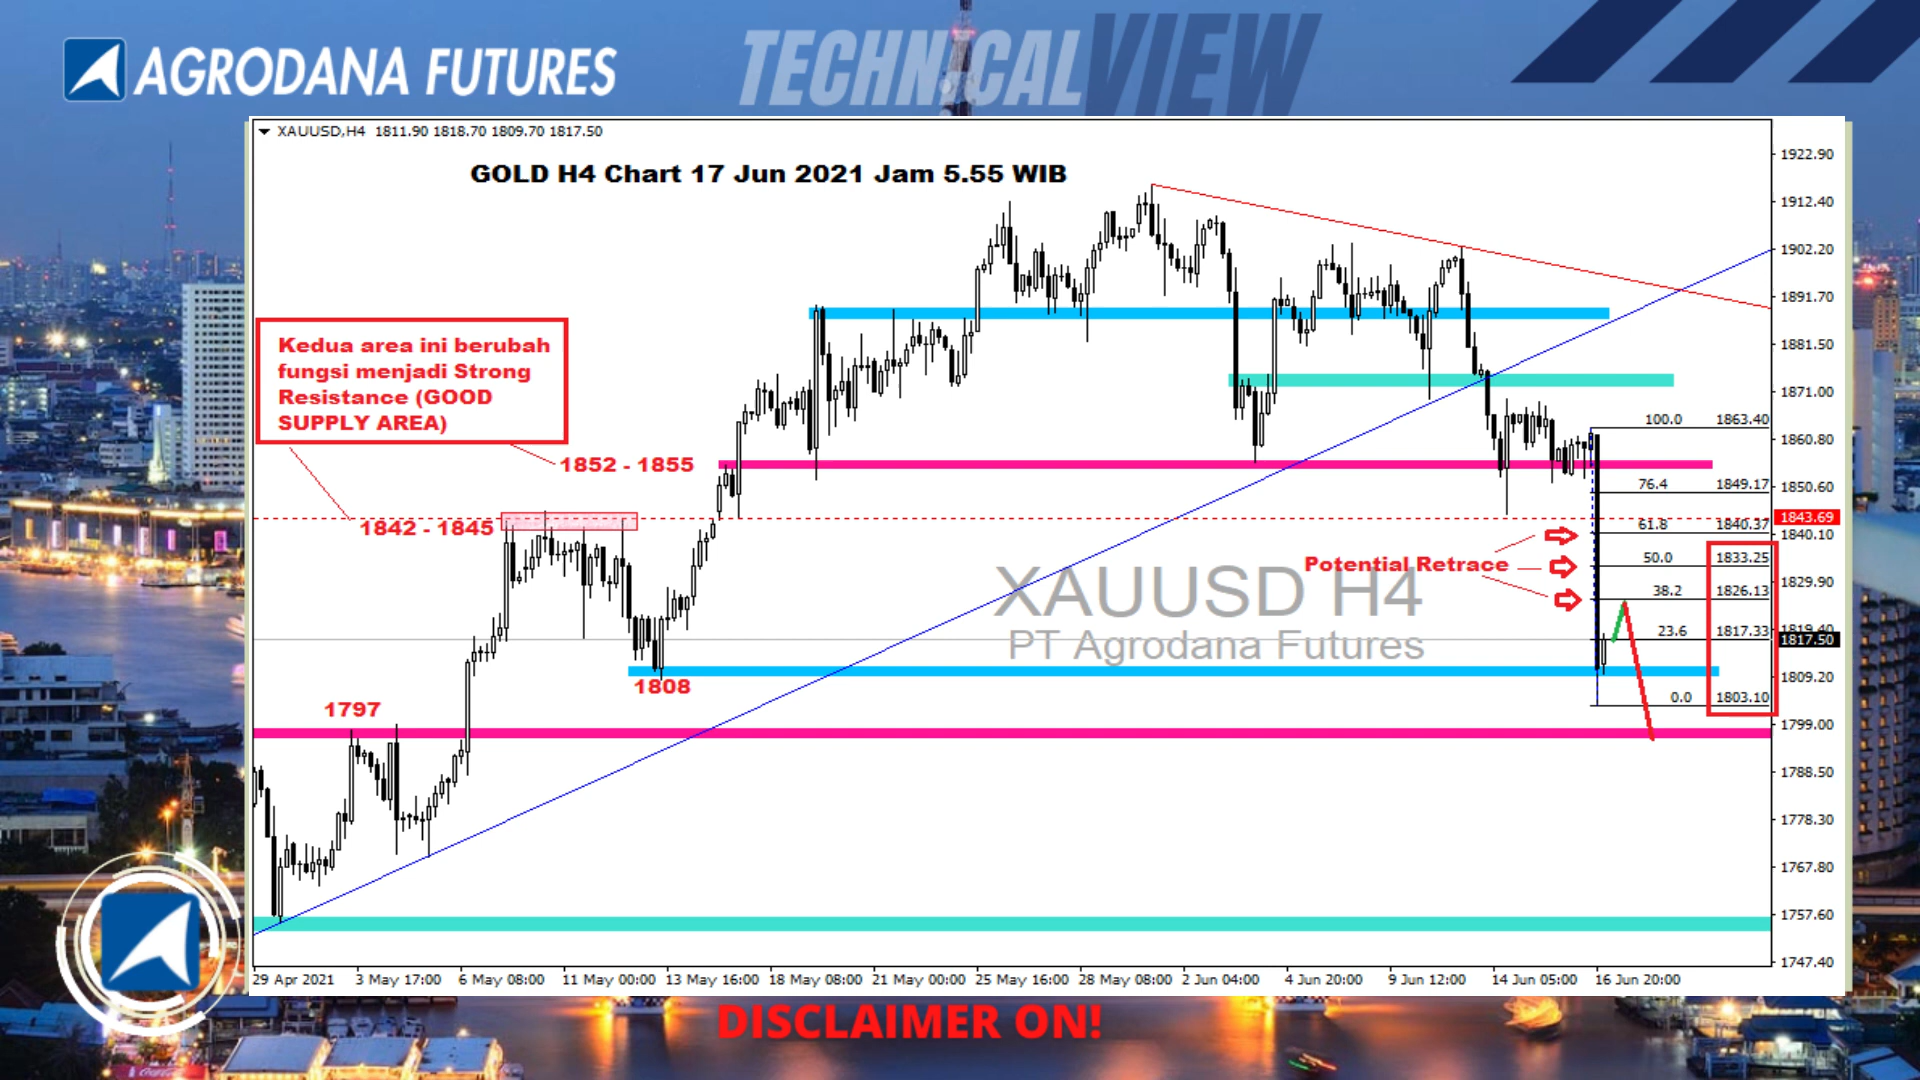 AGRODANA FUTURES
TECHNICAL VIEW
XAUUSD,H4 1811.90 1818.70 1809.70 1817.50
GOLD H4 Chart 17 Jun 2021 Jam 5.55 WIB
Kedua area ini berubah
fungsi menjadi Strong
Resistance (GOOD
SUPPLY AREA)
1852 - 1855
1842 - 1845
1808
1797
Potential Retrace
XAUUSD H4
PT Agrodana Futures
100.0 1863.40
76.4 1849.17
61.8 1840.37
50.0 1833.25
38.2 1826.13
23.6 1817.33
0.0 1803.10
1922.90
1912.40
1902.20
1891.70
1881.50
1871.00
1860.80
1850.60
1843.69
1840.10
1829.90
1819.40
1817.50
1809.20
1799.00
1788.50
1778.30
1767.80
1757.60
1747.40
29 Apr 2021 3 May 17:00 6 May 08:00 11 May 00:00 13 May 16:00 18 May 08:00 21 May 00:00 25 May 16:00 28 May 08:00 2 Jun 04:00 4 Jun 20:00 9 Jun 12:00 14 Jun 05:00 16 Jun 20:00
DISCLAIMER ON!
Coca-Cola